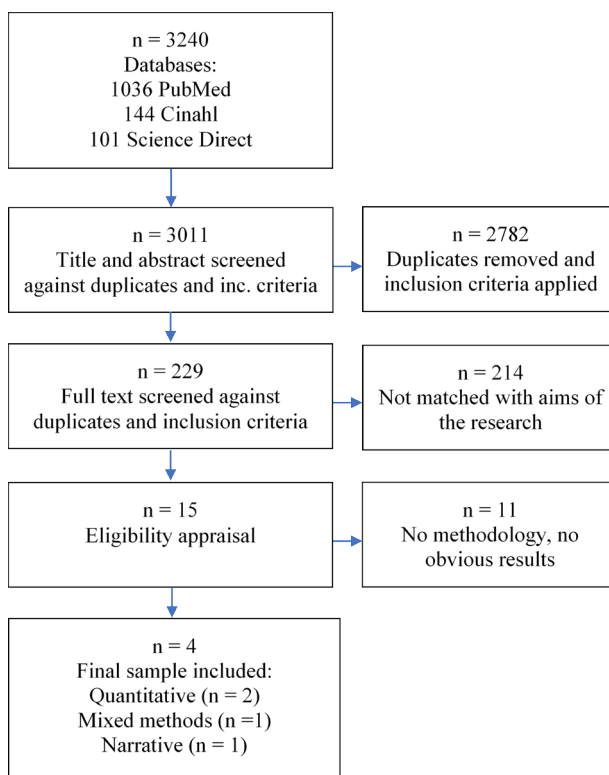 n = 3240
Databases:
1036 PubMed
144 Cinahl
101 Science Direct
n = 3011
Title and abstract screened
against duplicates and inc. criteria
n = 2782
Duplicates removed and
inclusion criteria applied
n = 229
Full text screened against
duplicates and inclusion criteria
n = 214
Not matched with aims of
the research
n = 15
Eligibility appraisal
n = 11
No methodology, no
obvious results
n = 4
Final sample included:
Quantitative (n = 2)
Mixed methods (n =1)
Narrative (n = 1)